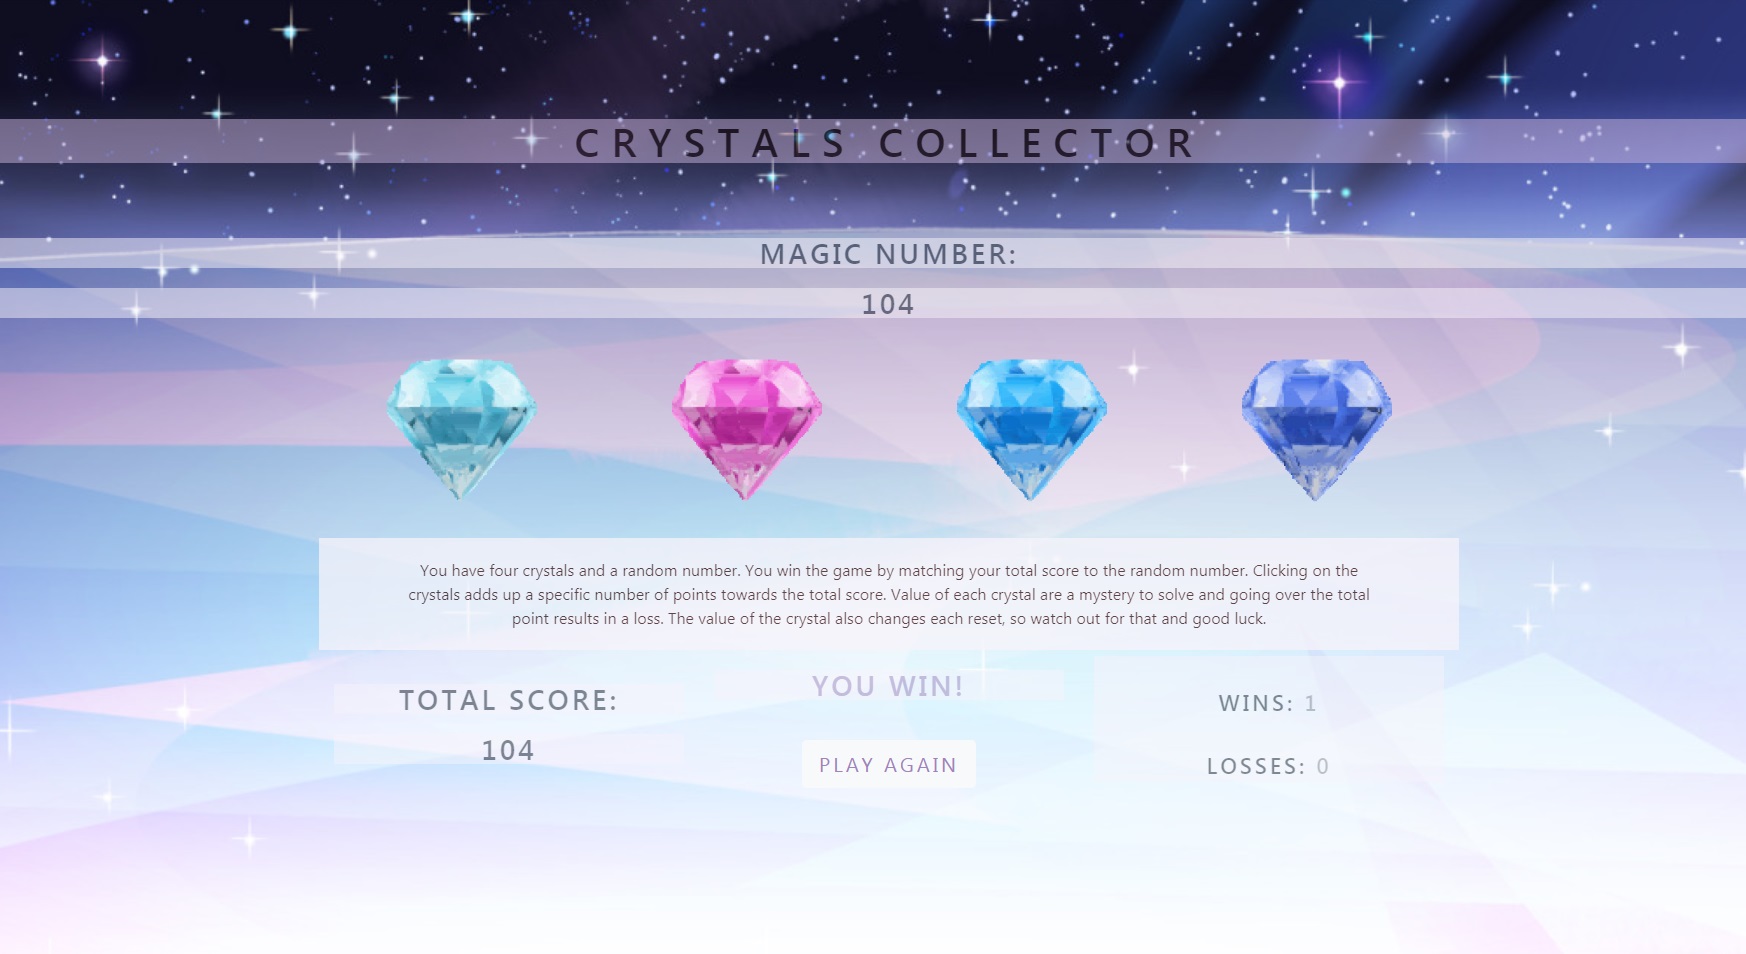 CRYSTALS COLLECTOR
MAGIC NUMBER:
104
You have four crystals and a random number. You win the game by matching your total score to the random number. Clicking on the
crystals adds up a specific number of points towards the total score. Value of each crystal are a mystery to solve and going over the total
point results in a loss. The value of the crystal also changes each reset, so watch out for that and good luck.
TOTAL SCORE:
104
YOU WIN!
PLAY AGAIN
WINS: 1
LOSSES: 0